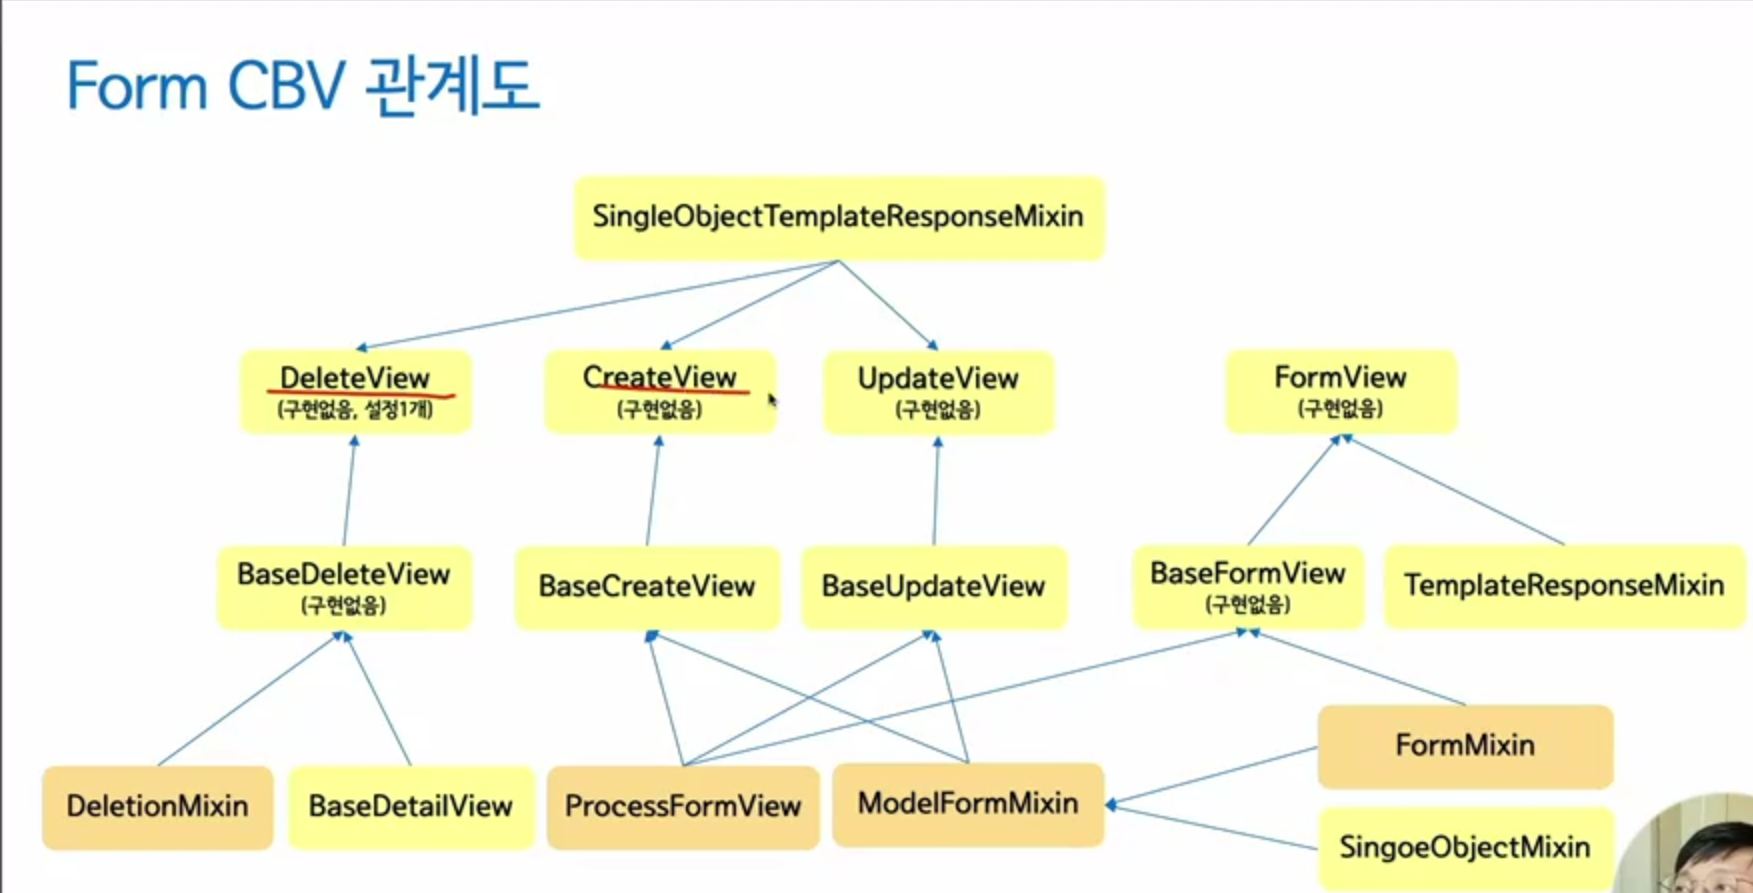 Form CBV 관계도
SingleObjectTemplateResponseMixin
DeleteView
(구현없음, 설정1개)
CreateView
(구현없음)
UpdateView
(구현없음)
FormView
(구현없음)
BaseDeleteView
(구현없음)
BaseCreateView
BaseUpdateView
BaseFormView
(구현없음)
TemplateResponseMixin
DeletionMixin
BaseDetailView
ProcessFormView
ModelFormMixin
FormMixin
SingoeObjectMixin